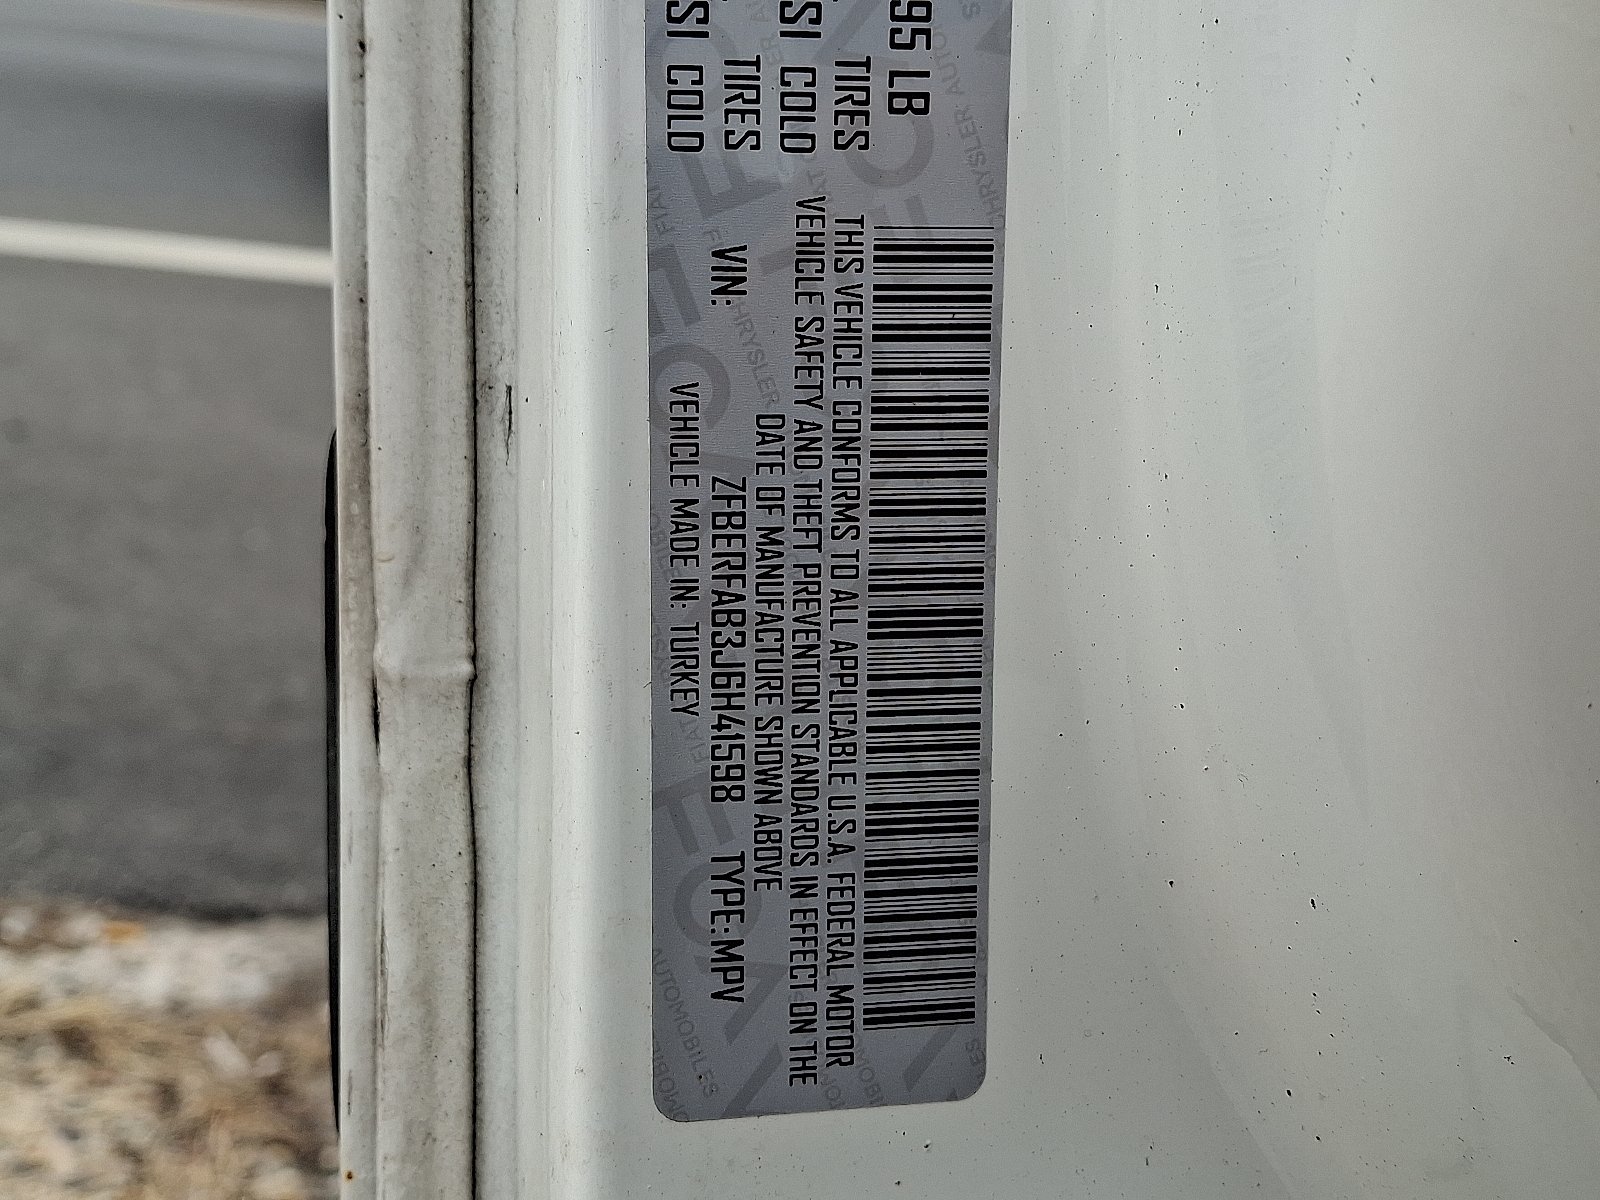 95 LB
TIRES
SI COLD
TIRES
SI COLD
THIS VEHICLE CONFORMS TO ALL APPLICABLE U.S.A. FEDERAL MOTOR
VEHICLE SAFETY AND THEFT PREVENTION STANDARDS IN EFFECT ON THE
DATE OF MANUFACTURE SHOWN ABOVE
VIN: ZFBERFAB3J6H41598 TYPE: MPV
VEHICLE MADE IN: TURKEY